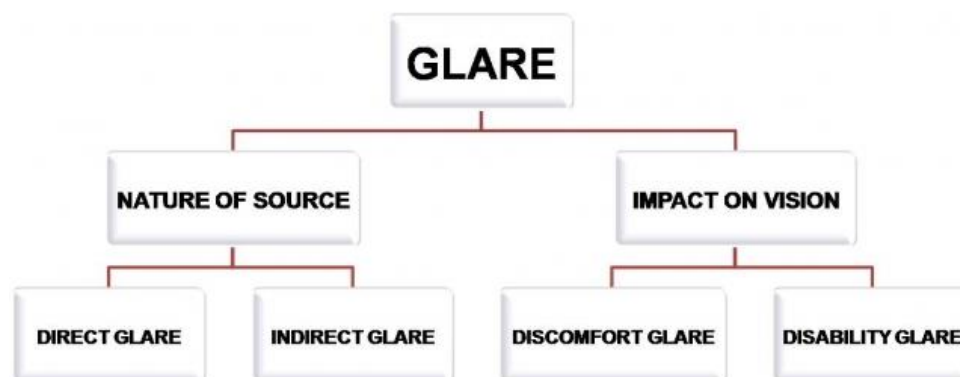 GLARE
NATURE OF SOURCE
IMPACT ON VISION
DIRECT GLARE
INDIRECT GLARE
DISCOMFORT GLARE
DISABILITY GLARE